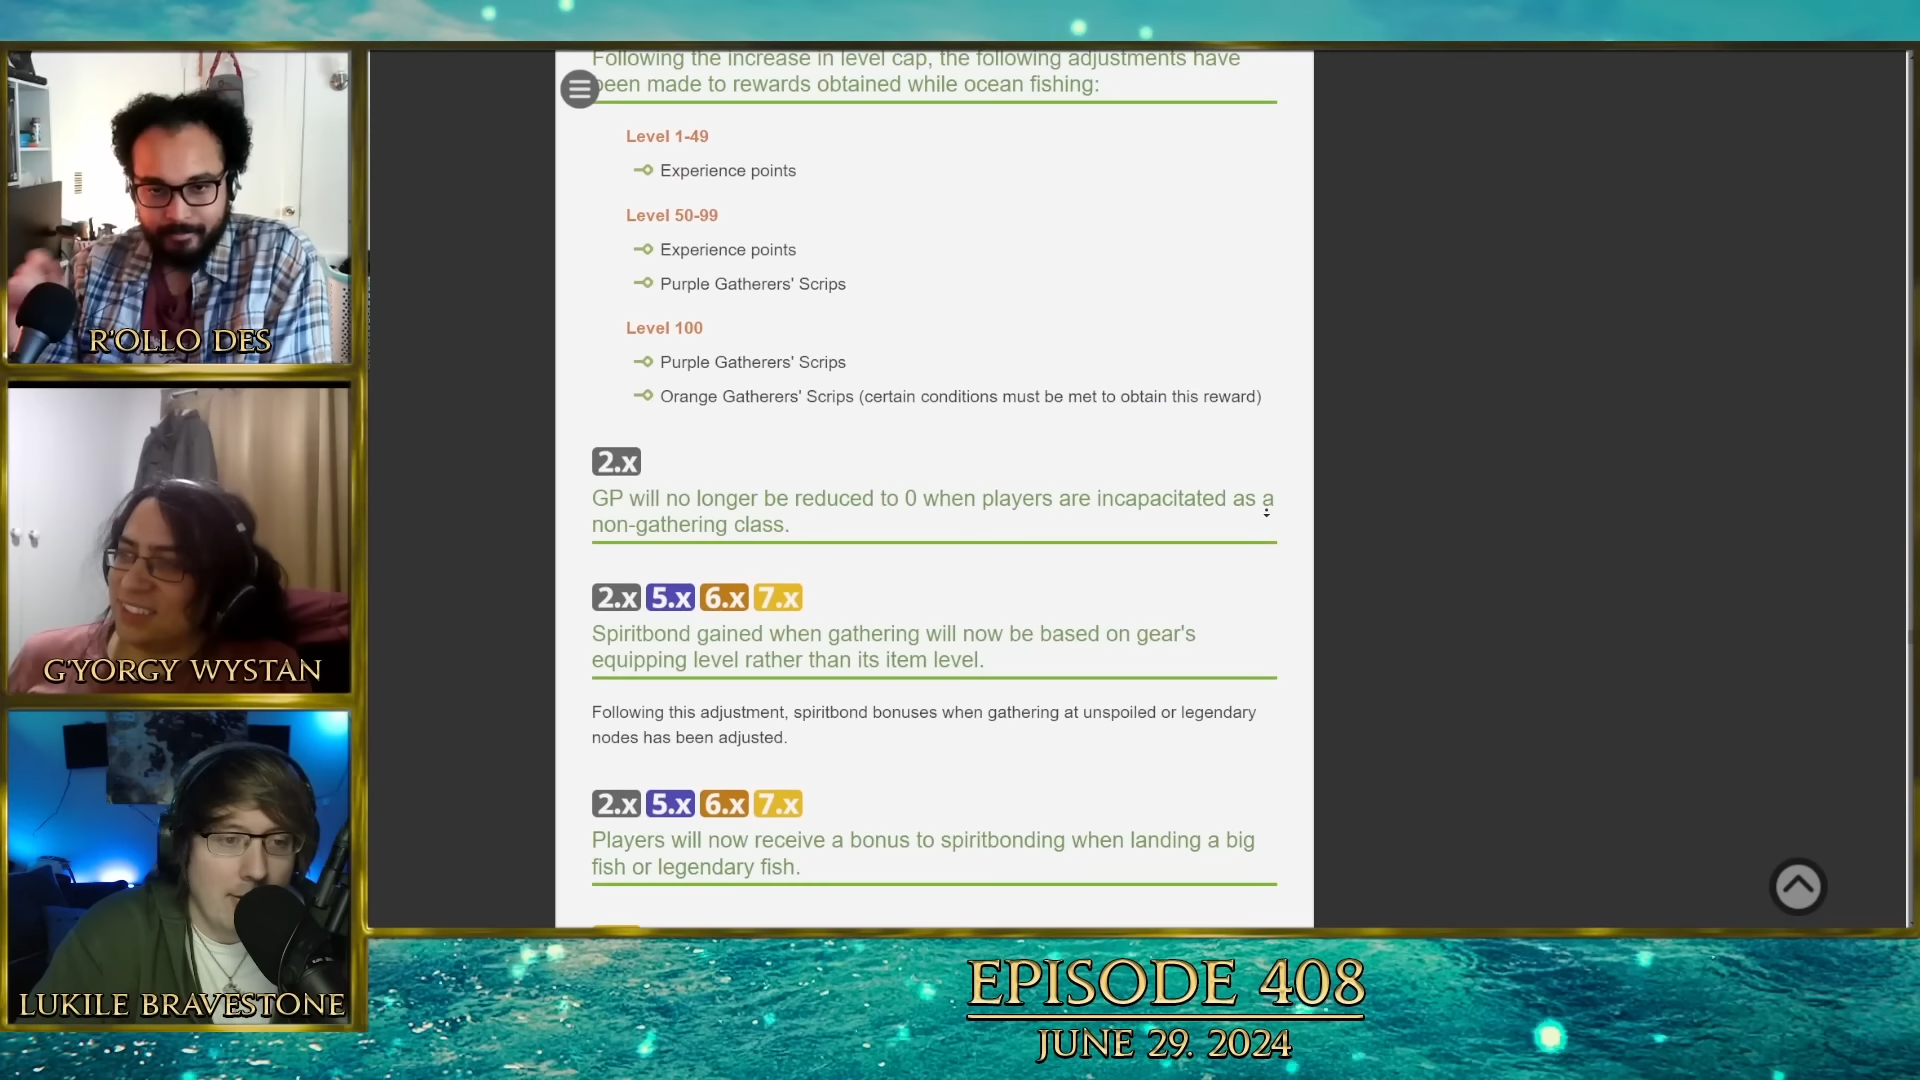 Following the increase in level cap, the following adjustments have
been made to rewards obtained while ocean fishing:
Level 1-49
Experience points
Level 50-99
Experience points
Purple Gatherers' Scrips
Level 100
Purple Gatherers' Scrips
Orange Gatherers' Scrips (certain conditions must be met to obtain this reward)
2.x
GP will no longer be reduced to 0 when players are incapacitated as a
non-gathering class.
2.x 5.x 6.x 7.x
Spiritbond gained when gathering will now be based on gear's
equipping level rather than its item level.
Following this adjustment, spiritbond bonuses when gathering at unspoiled or legendary
nodes has been adjusted.
2.x 5.x 6.x 7.x
Players will now receive a bonus to spiritbonding when landing a big
fish or legendary fish.
R'OLLO DES
G'YORGY WYSTAN
LUKILE BRAVESTONE
EPISODE 408
JUNE 29. 2024